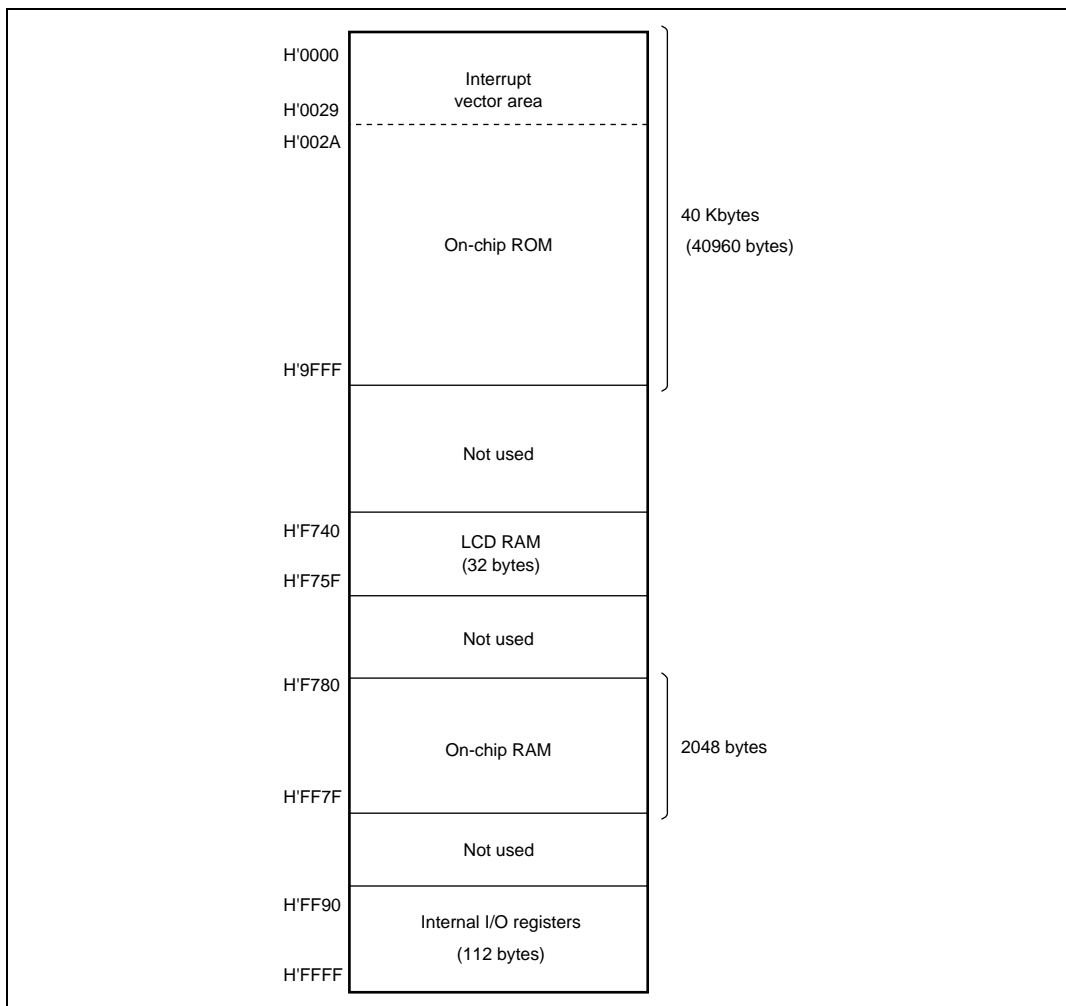 H'0000
Interrupt
vector area
H'0029
H'002A
40 Kbytes
On-chip ROM
(40960 bytes)
H'9FFF
Not used
H'F740
LCD RAM
(32 bytes)
H'F75F
Not used
H'F780
On-chip RAM
2048 bytes
H'FF7F
Not used
H'FF90
Internal I/O registers
(112 bytes)
H'FFFF